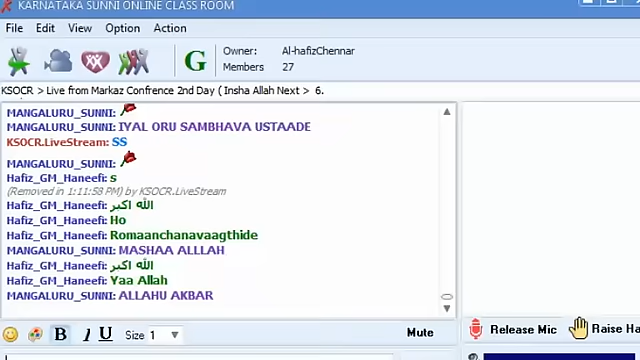 KARNATAKA SUNNI ONLINE CLASS ROOM
File Edit View Option Action
G Owner: Al-hafizChennar
Members 27
KSOCR > Live from Markaz Confrence 2nd Day ( Insha Allah Next > 6.
MANGALURU_SUNNI:
MANGALURU_SUNNI: IYAL ORU SAMBHAVA USTAADE
KSOCR.LiveStream: SS
MANGALURU_SUNNI:
Hafiz_GM_Haneefi: s
(Removed in 1:11:58 PM) by KSOCR.LiveStream
Hafiz_GM_Haneefi: الله اكبر
Hafiz_GM_Haneefi: Ho
Hafiz_GM_Haneefi: Romaanchanavaagthide
MANGALURU_SUNNI: MASHAA ALLLAH
Hafiz_GM_Haneefi: الله اكبر
Hafiz_GM_Haneefi: Yaa Allah
MANGALURU_SUNNI: ALLAHU AKBAR
B I U Size 1 Mute
Release Mic Raise Ha